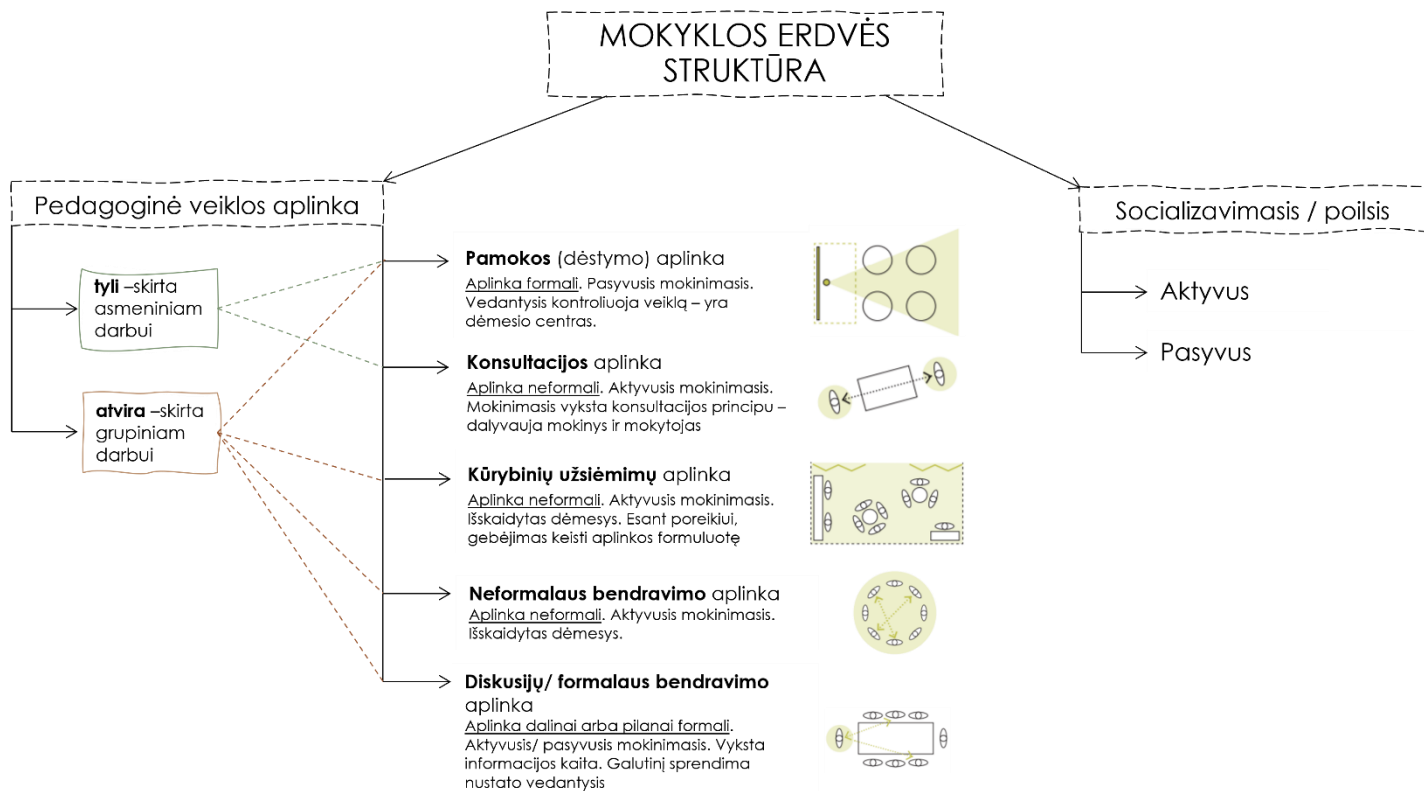 MOKYKLOS ERDVĖS
STRUKTŪRA
Pedagoginė veiklos aplinka
tyli –skirta
asmeniniam
darbui
atvira –skirta
grupiniam
darbui
Pamokos (dėstymo) aplinka
Aplinka formali. Pasyvusis mokinimasis.
Vedantysis kontroliuoja veiklą – yra
dėmesio centras.
Konsultacijos aplinka
Aplinka neformali. Aktyvusis mokinimasis.
Mokinimasis vyksta konsultacijos principu –
dalyvauja mokinys ir mokytojas
Kūrybinių užsiėmimų aplinka
Aplinka neformali. Aktyvusis mokinimasis.
Išskaidytas dėmesys. Esant poreikiui,
gebėjimas keisti aplinkos formuluotę
Neformalaus bendravimo aplinka
Aplinka neformali. Aktyvusis mokinimasis.
Išskaidytas dėmesys.
Diskusijų/ formalaus bendravimo
aplinka
Aplinka dalinai arba pilanai formali.
Aktyvusis/ pasyvusis mokinimasis. Vyksta
informacijos kaita. Galutinį sprendima
nustato vedantysis
Socializavimasis / poilsis
Aktyvus
Pasyvus